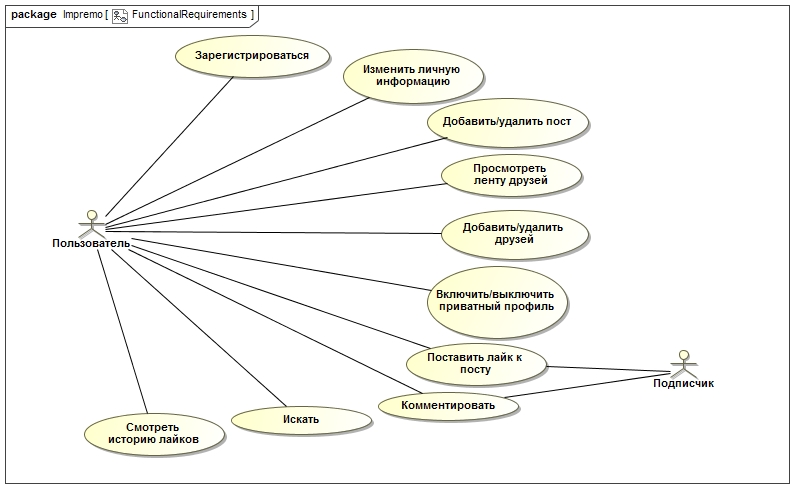 package Impremo [ FunctionalRequirements ]
Зарегистрироваться
Изменить личную
информацию
Добавить/удалить пост
Просмотреть
ленту друзей
Пользователь
Добавить/удалить
друзей
Включить/выключить
приватный профиль
Поставить лайк к
посту
Подписчик
Комментировать
Искать
Смотреть
историю лайков